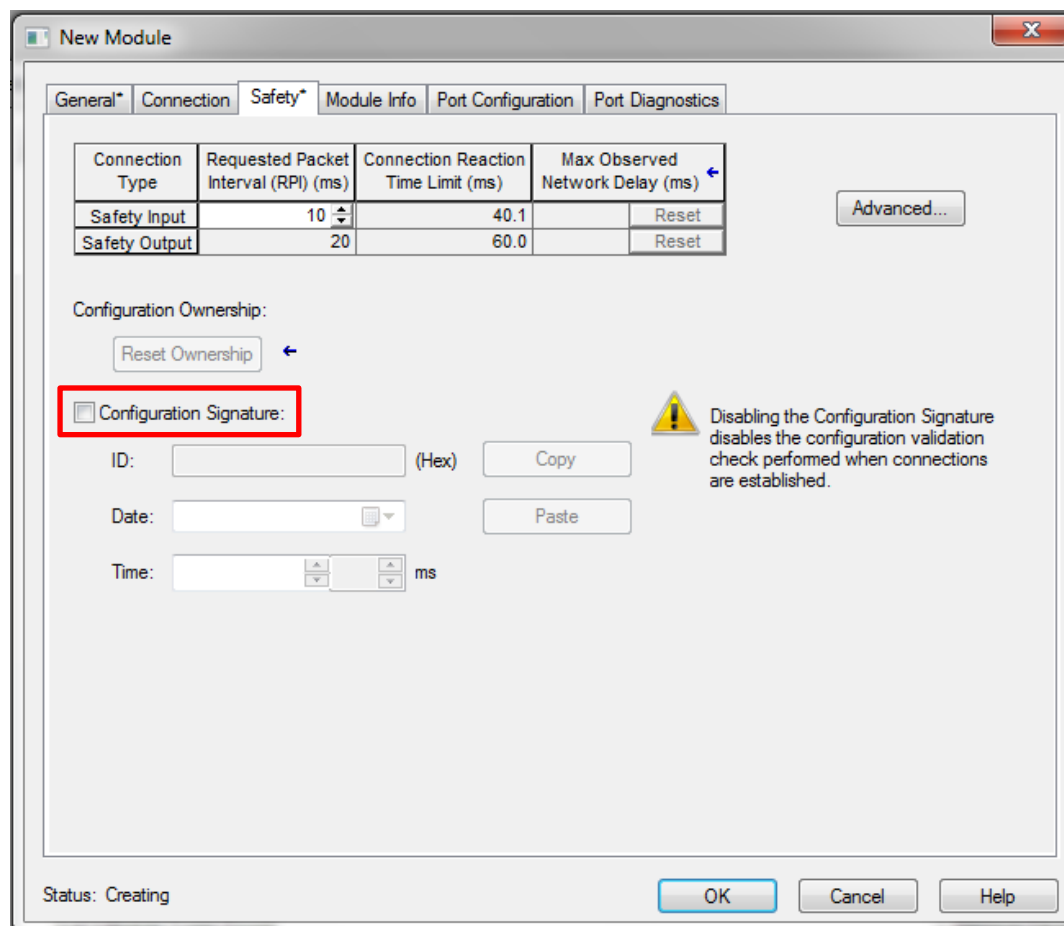 New Module
General* Connection Safety* Module Info Port Configuration Port Diagnostics
Connection Type Requested Packet Interval (RPI) (ms) Connection Reaction Time Limit (ms) Max Observed Network Delay (ms)
Safety Input 10 40.1 Reset
Safety Output 20 60.0 Reset
Advanced...
Configuration Ownership:
Reset Ownership
Configuration Signature:
ID: (Hex) Copy
Date: Paste
Time: ms
Disabling the Configuration Signature
disables the configuration validation
check performed when connections
are established.
Status: Creating
OK Cancel Help